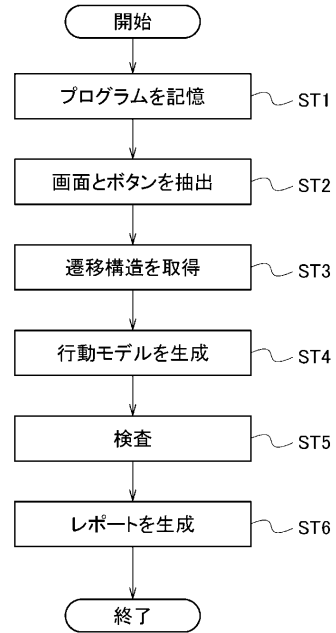 開始
プログラムを記憶 ST1
画面とボタンを抽出 ST2
遷移構造を取得 ST3
行動モデルを生成 ST4
検査 ST5
レポートを生成 ST6
終了